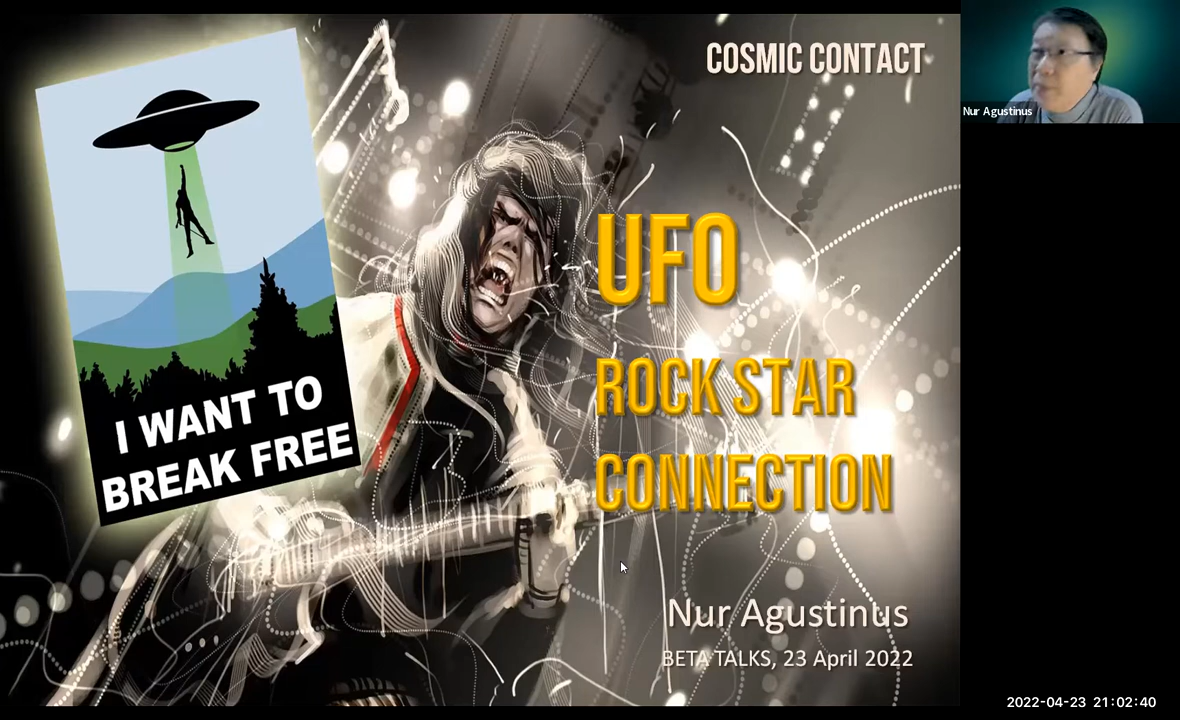 COSMIC CONTACT
Nur Agustinus
I WANT TO
BREAK FREE
UFO
ROCK STAR
CONNECTION
Nur Agustinus
BETA TALKS, 23 April 2022
2022-04-23 21:02:40